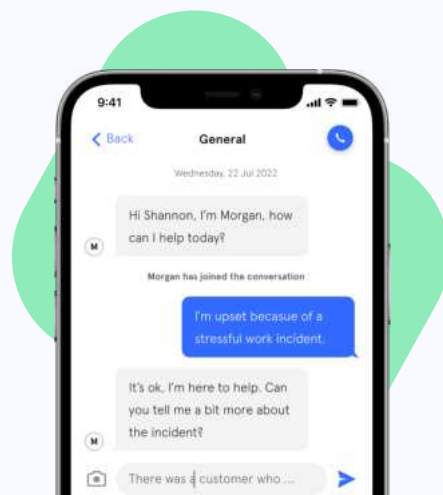 9:41
Back
General
Wednesday, 22 Jul 2022
Hi Shannon, I'm Morgan, how
can I help today?
M
Morgan has joined the conversation
I'm upset becasue of a
stressful work incident.
It's ok, I'm here to help. Can
you tell me a bit more about
the incident?
M
There was a customer who ...